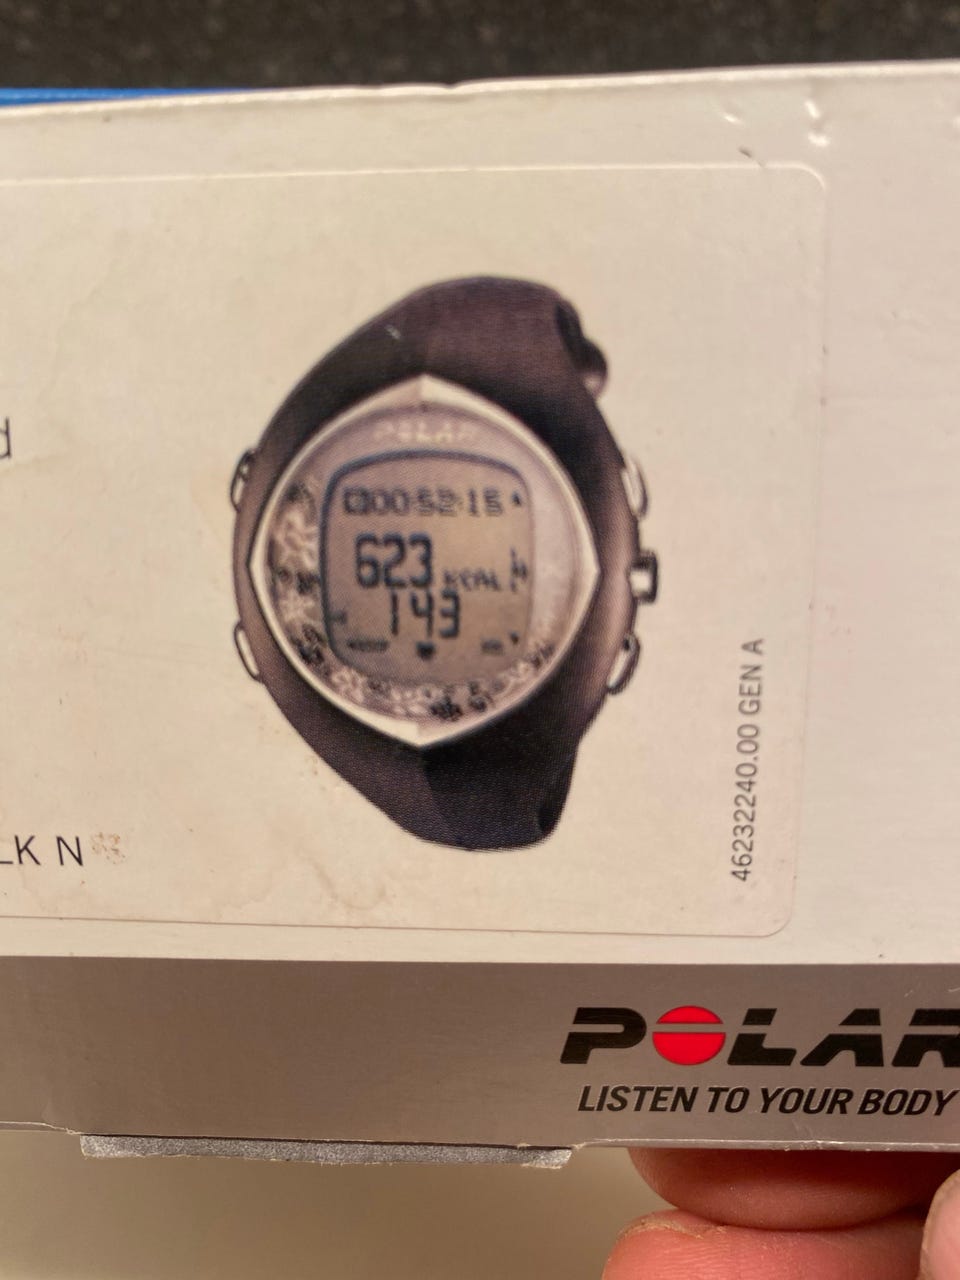 POLAR
00:52:15
623 KCAL
143
LK N
46232240.00 GEN A
POLAR
LISTEN TO YOUR BODY